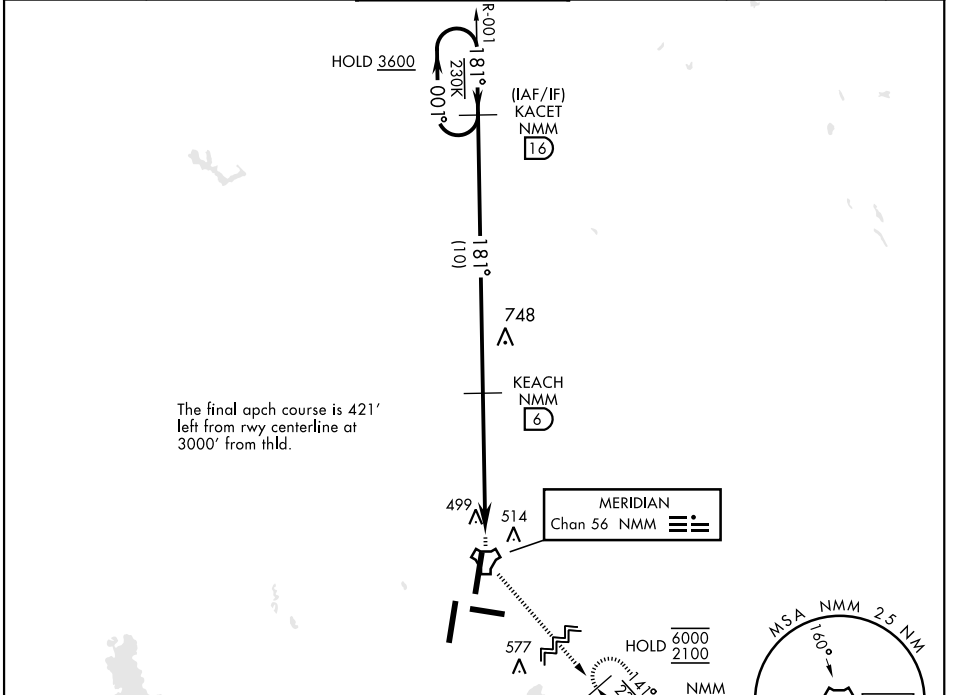 R-001
HOLD 3600
181°
230K
001°
(IAF/IF)
KACET
NMM
16
181°
(10)
748
KEACH
NMM
6
The final apch course is 421'
left from rwy centerline at
3000' from thld.
499
514
MERIDIAN
Chan 56 NMM
577
HOLD 6000
2100
141°
NMM
MSA NMM 25 NM
160°